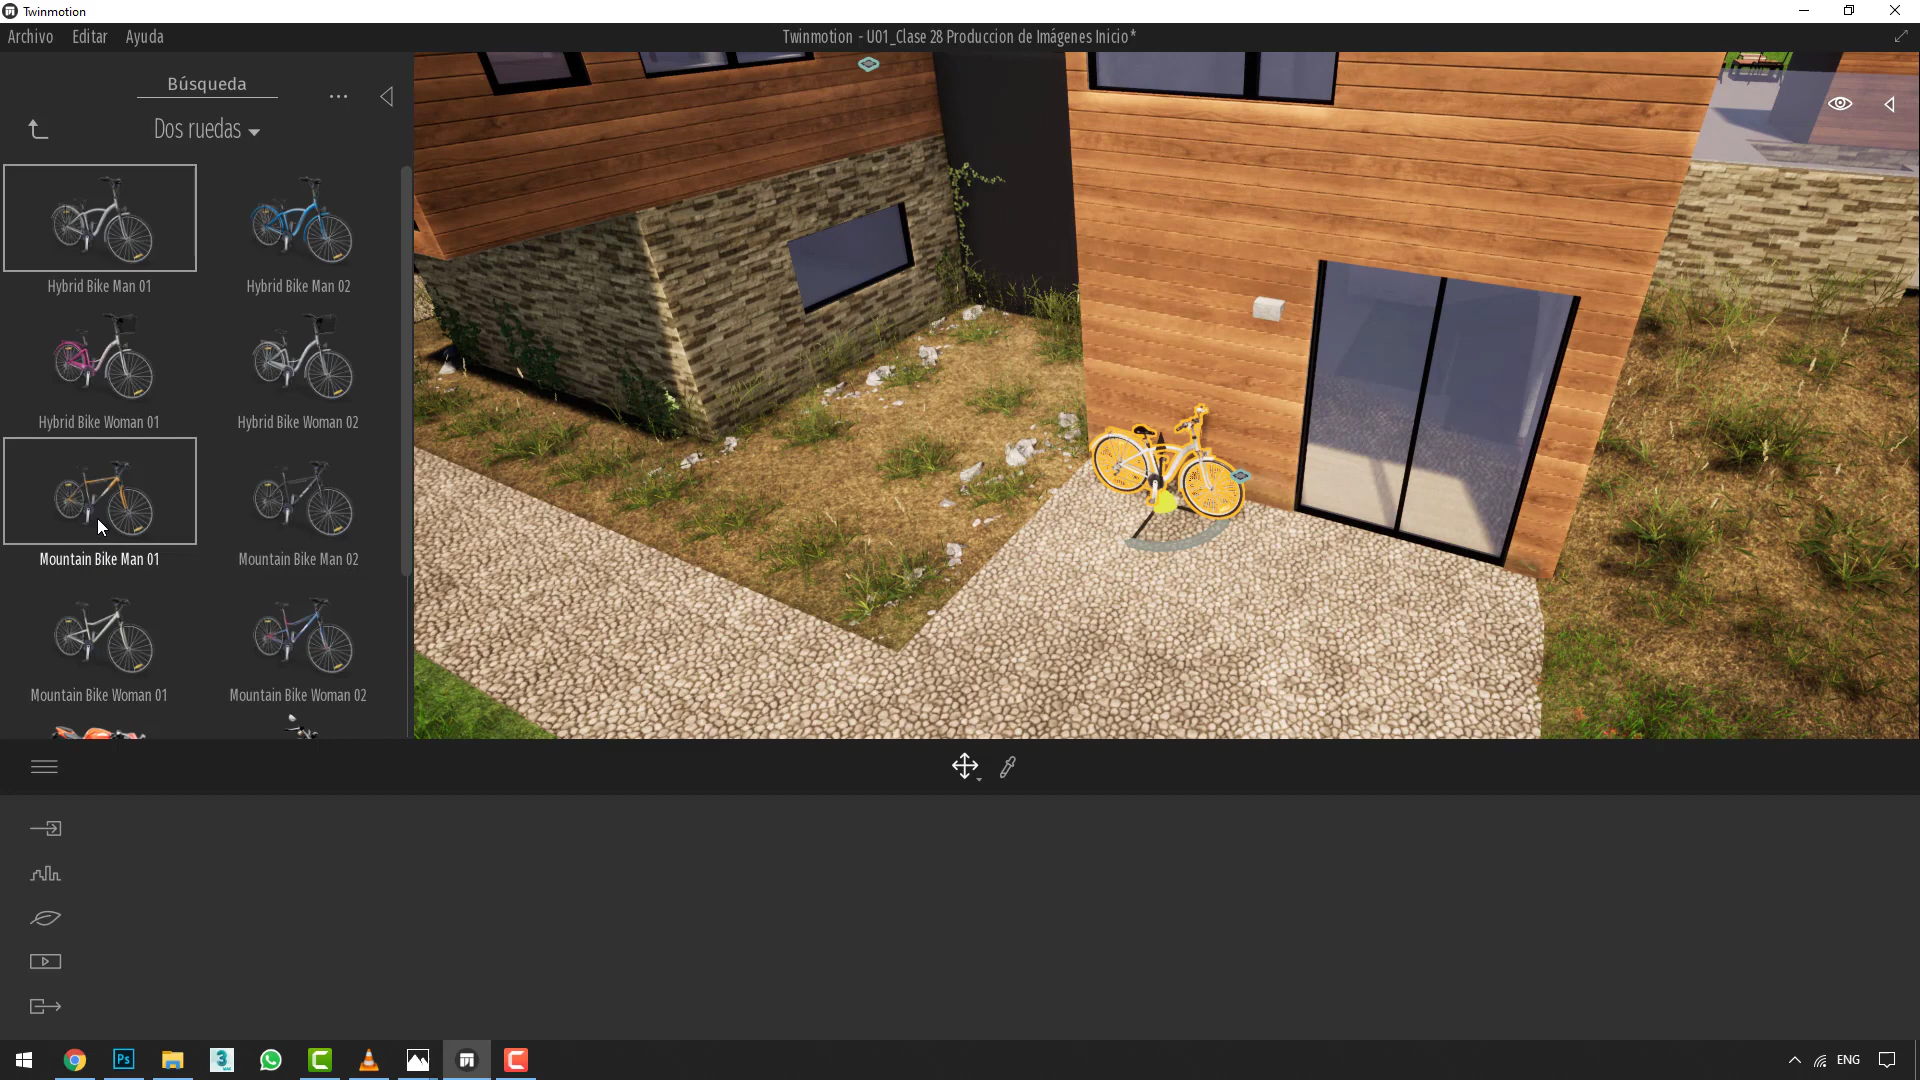 Twinmotion
Archivo Editar Ayuda
Twinmotion - U01_Clase 28 Produccion de Imágenes Inicio*
Búsqueda
Dos ruedas
Hybrid Bike Man 01
Hybrid Bike Man 02
Hybrid Bike Woman 01
Hybrid Bike Woman 02
Mountain Bike Man 01
Mountain Bike Man 02
Mountain Bike Woman 01
Mountain Bike Woman 02
Ps
3
ENG